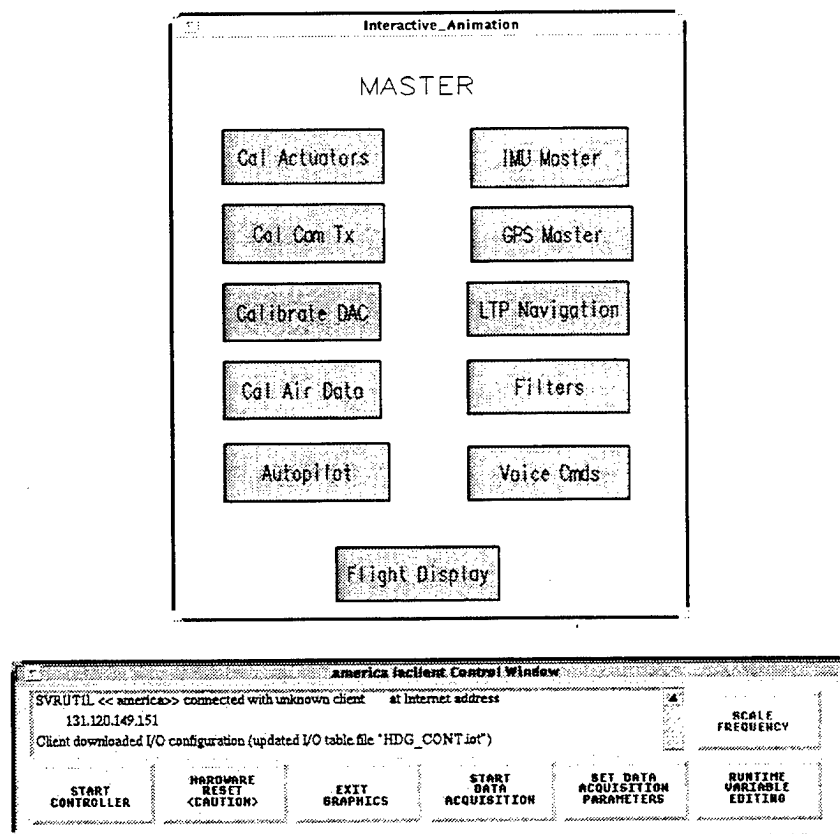 Interactive_Animation
MASTER
Cal Actuators
IMU Master
Cal Com Tx
GPS Master
Calibrate DAC
LTP Navigation
Cal Air Data
Filters
Autopilot
Voice Cmds
Flight Display
america iaclient Control Window
SVRUTIL << america>> connected with unknown client at Internet address
131.120.149.151
Client downloaded I/O configuration (updated I/O table file "HDG_CONT.iot")
SCALE
FREQUENCY
START
CONTROLLER
HARDWARE
RESET
<CAUTION>
EXIT
GRAPHICS
START
DATA
ACQUISITION
SET DATA
ACQUISITION
PARAMETERS
RUNTIME
VARIABLE
EDITING